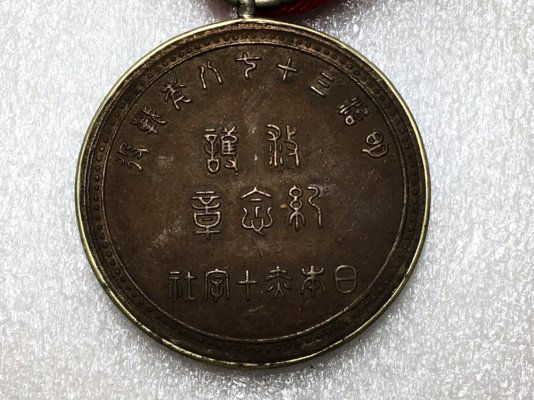 明治三十七八年戰役
救護
紀念章
日本赤十字社